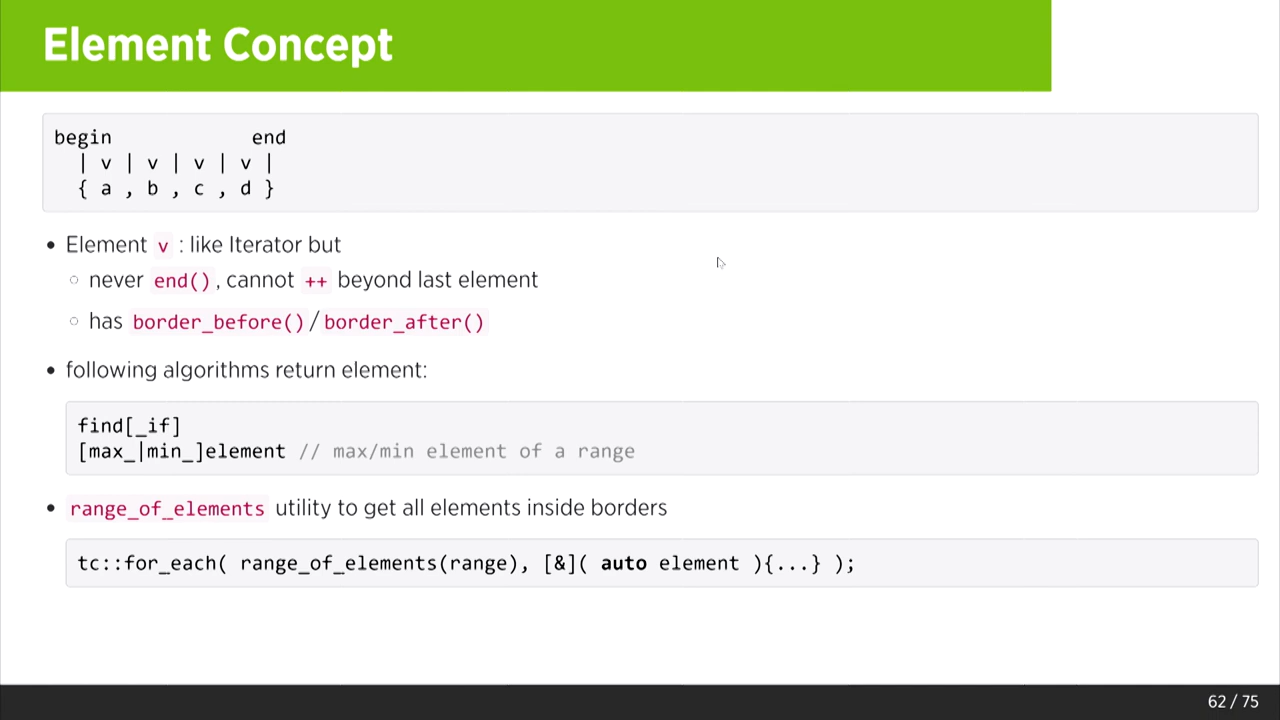 Element Concept
begin            end
  | v | v | v | v |
  { a , b , c , d }
• Element v : like Iterator but
○ never end(), cannot ++ beyond last element
○ has border_before()/border_after()
• following algorithms return element:
find[_if]
[max_|min_]element // max/min element of a range
• range_of_elements utility to get all elements inside borders
tc::for_each( range_of_elements(range), [&]( auto element ){...} );
62 / 75